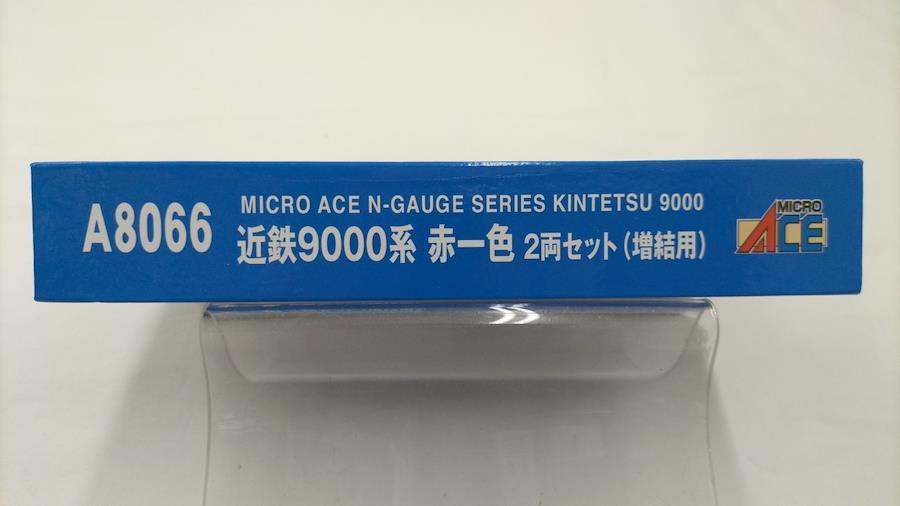 A8066
MICRO ACE N-GAUGE SERIES KINTETSU 9000
近鉄9000系 赤一色 2両セット(増結用)
MICRO
ACE